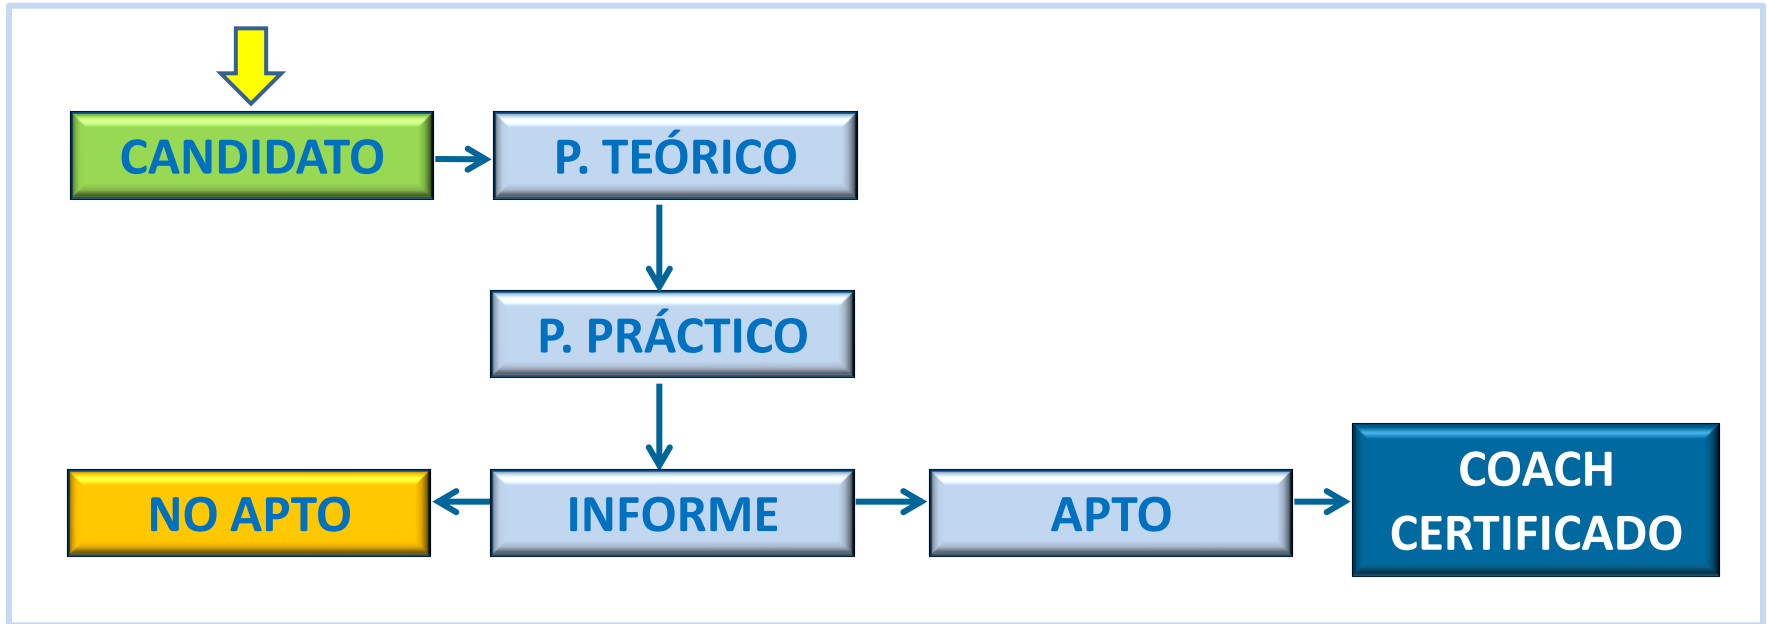 CANDIDATO
P. TEÓRICO
P. PRÁCTICO
NO APTO
INFORME
APTO
COACH
CERTIFICADO